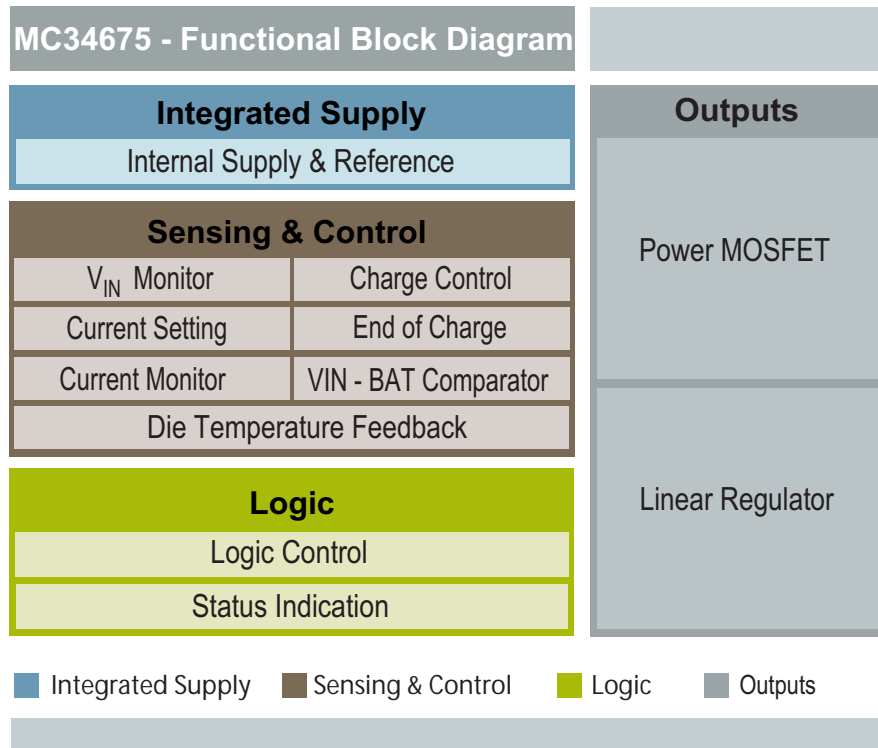 MC34675 - Functional Block Diagram
Integrated Supply
Internal Supply & Reference
Sensing & Control
VIN Monitor
Charge Control
Current Setting
End of Charge
Current Monitor
VIN - BAT Comparator
Die Temperature Feedback
Logic
Logic Control
Status Indication
Outputs
Power MOSFET
Linear Regulator
Integrated Supply
Sensing & Control
Logic
Outputs